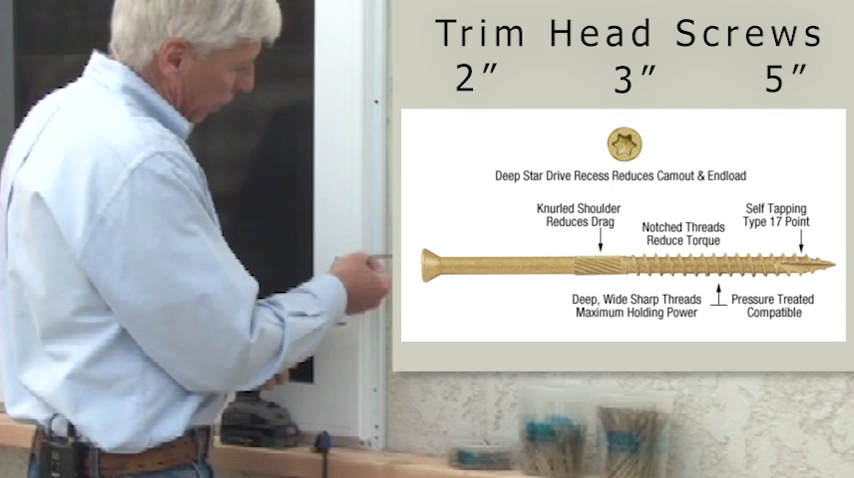 Trim Head Screws
2" 3" 5"
Deep Star Drive Recess Reduces Camout & Endload
Knurled Shoulder
Reduces Drag
Notched Threads
Reduce Torque
Self Tapping
Type 17 Point
Deep, Wide Sharp Threads
Maximum Holding Power
Pressure Treated
Compatible